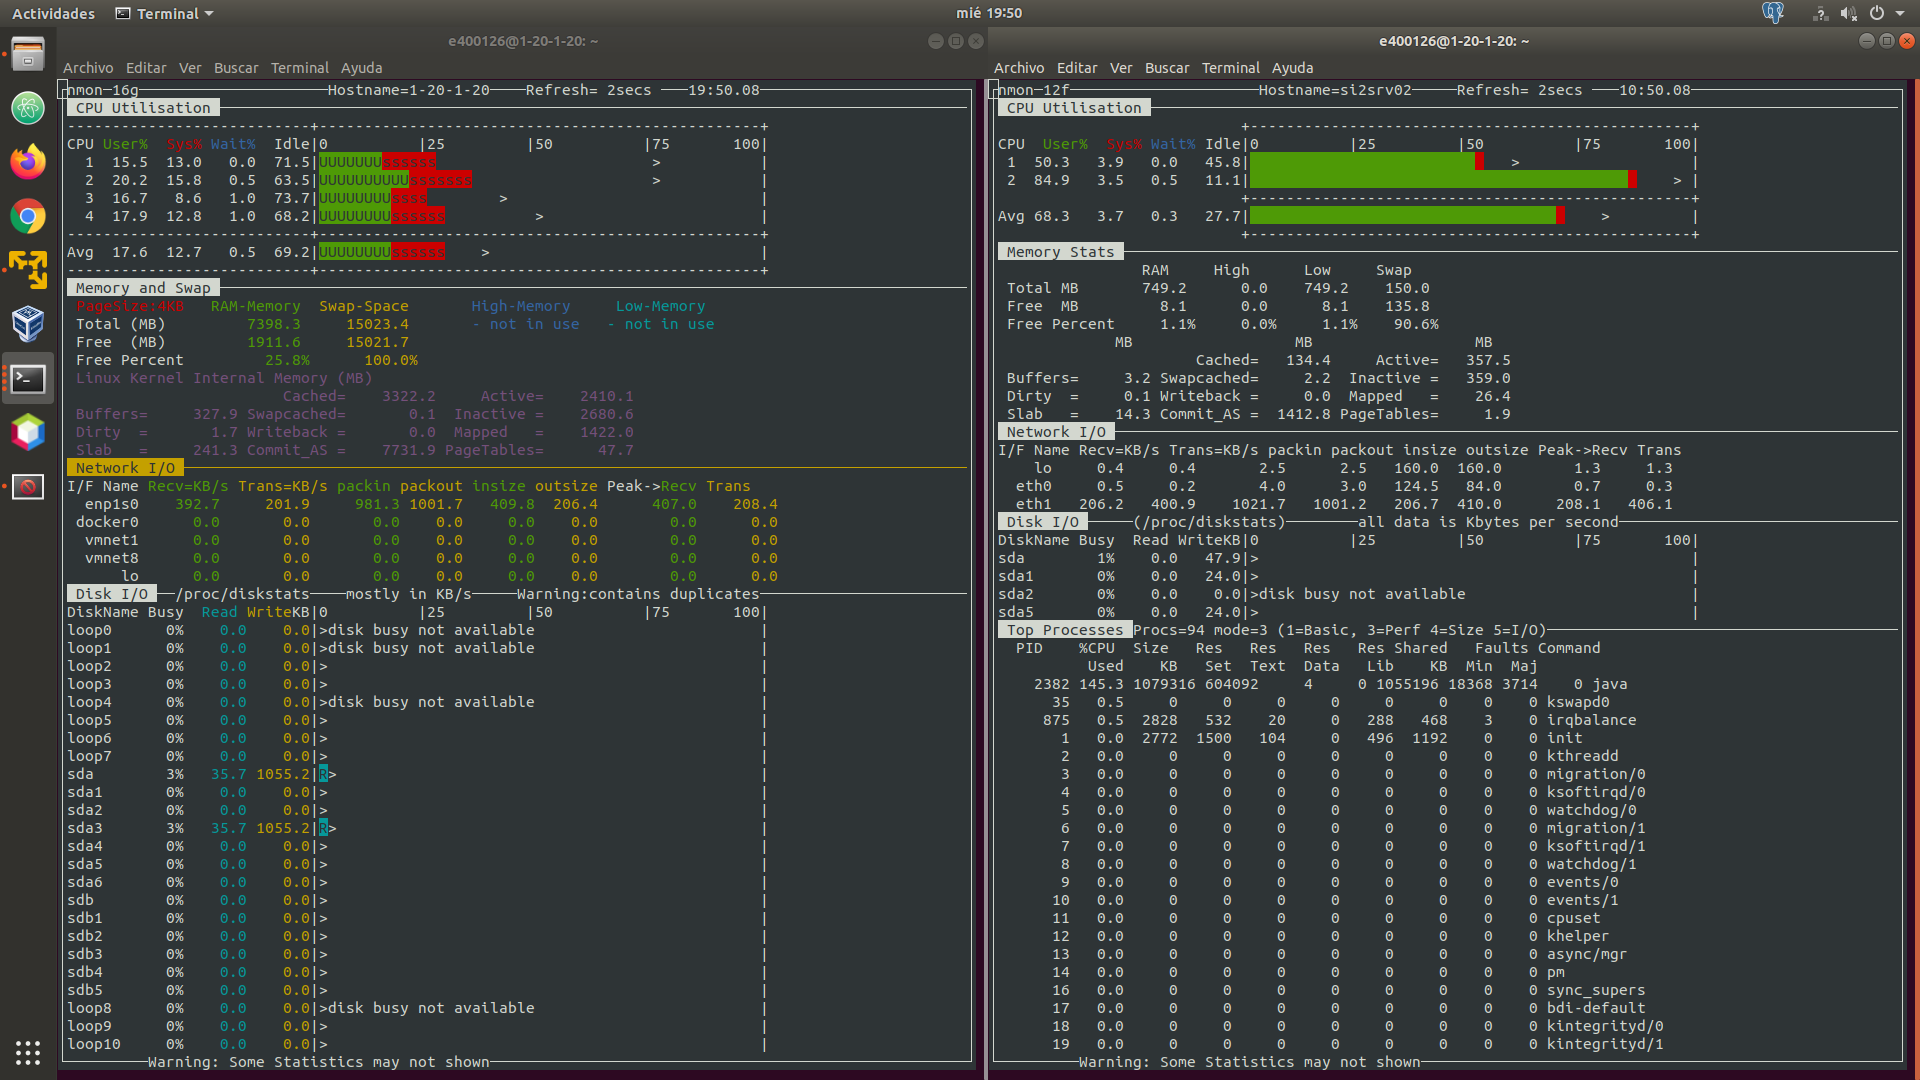 Actividades Terminal mié 19:50
e400126@1-20-1-20: ~
Archivo Editar Ver Buscar Terminal Ayuda
nmon 16g Hostname=1-20-1-20 Refresh= 2secs 19:50.08
CPU Utilisation
CPU User% Sys% Wait% Idle|0 |25 |50 |75 100|
1 15.5 13.0 0.0 71.5|UUUUUUUssssss > |
2 20.2 15.8 0.5 63.5|UUUUUUUUUUsssssss > |
3 16.7 8.6 1.0 73.7|UUUUUUUUssss > |
4 17.9 12.8 1.0 68.2|UUUUUUUUssssss > |
Avg 17.6 12.7 0.5 69.2|UUUUUUUUssssss > |
Memory and Swap
PageSize:4KB RAM-Memory Swap-Space High-Memory Low-Memory
Total (MB) 7398.3 15023.4 - not in use - not in use
Free (MB) 1911.6 15021.7
Free Percent 25.8% 100.0%
Linux Kernel Internal Memory (MB)
Cached= 3322.2 Active= 2410.1
Buffers= 327.9 Swapcached= 0.1 Inactive = 2680.6
Dirty = 1.7 Writeback = 0.0 Mapped = 1422.0
Slab = 241.3 Commit_AS = 7731.9 PageTables= 47.7
Network I/O
I/F Name Recv=KB/s Trans=KB/s packin packout insize outsize Peak->Recv Trans
enp1s0 392.7 201.9 981.3 1001.7 409.8 206.4 407.0 208.4
docker0 0.0 0.0 0.0 0.0 0.0 0.0 0.0 0.0
vmnet1 0.0 0.0 0.0 0.0 0.0 0.0 0.0 0.0
vmnet8 0.0 0.0 0.0 0.0 0.0 0.0 0.0 0.0
lo 0.0 0.0 0.0 0.0 0.0 0.0 0.0 0.0
Disk I/O /proc/diskstats mostly in KB/s Warning:contains duplicates
DiskName Busy Read WriteKB|0 |25 |50 |75 100|
loop0 0% 0.0 0.0|>disk busy not available |
loop1 0% 0.0 0.0|>disk busy not available |
loop2 0% 0.0 0.0|> |
loop3 0% 0.0 0.0|> |
loop4 0% 0.0 0.0|>disk busy not available |
loop5 0% 0.0 0.0|> |
loop6 0% 0.0 0.0|> |
loop7 0% 0.0 0.0|> |
sda 3% 35.7 1055.2|R> |
sda1 0% 0.0 0.0|> |
sda2 0% 0.0 0.0|> |
sda3 3% 35.7 1055.2|R> |
sda4 0% 0.0 0.0|> |
sda5 0% 0.0 0.0|> |
sda6 0% 0.0 0.0|> |
sdb 0% 0.0 0.0|> |
sdb1 0% 0.0 0.0|> |
sdb2 0% 0.0 0.0|> |
sdb3 0% 0.0 0.0|> |
sdb4 0% 0.0 0.0|> |
sdb5 0% 0.0 0.0|> |
loop8 0% 0.0 0.0|>disk busy not available |
loop9 0% 0.0 0.0|> |
loop10 0% 0.0 0.0|> |
Warning: Some Statistics may not shown
e400126@1-20-1-20: ~
Archivo Editar Ver Buscar Terminal Ayuda
nmon 12f Hostname=si2srv02 Refresh= 2secs 10:50.08
CPU Utilisation
CPU User% Sys% Wait% Idle|0 |25 |50 |75 100|
1 50.3 3.9 0.0 45.8| > |
2 84.9 3.5 0.5 11.1| > |
Avg 68.3 3.7 0.3 27.7| > |
Memory Stats
RAM High Low Swap
Total MB 749.2 0.0 749.2 150.0
Free MB 8.1 0.0 8.1 135.8
Free Percent 1.1% 0.0% 1.1% 90.6%
MB MB MB
Cached= 134.4 Active= 357.5
Buffers= 3.2 Swapcached= 2.2 Inactive = 359.0
Dirty = 0.1 Writeback = 0.0 Mapped = 26.4
Slab = 14.3 Commit_AS = 1412.8 PageTables= 1.9
Network I/O
I/F Name Recv=KB/s Trans=KB/s packin packout insize outsize Peak->Recv Trans
lo 0.4 0.4 2.5 2.5 160.0 160.0 1.3 1.3
eth0 0.5 0.2 4.0 3.0 124.5 84.0 0.7 0.3
eth1 206.2 400.9 1021.7 1001.2 206.7 410.0 208.1 406.1
Disk I/O (/proc/diskstats) all data is Kbytes per second
DiskName Busy Read WriteKB|0 |25 |50 |75 100|
sda 1% 0.0 47.9|> |
sda1 0% 0.0 24.0|> |
sda2 0% 0.0 0.0|>disk busy not available |
sda5 0% 0.0 24.0|> |
Top Processes Procs=94 mode=3 (1=Basic, 3=Perf 4=Size 5=I/O)
PID %CPU Size Res Res Res Res Shared Faults Command
Used KB Set Text Data Lib KB Min Maj
2382 145.3 1079316 604092 4 0 1055196 18368 3714 0 java
35 0.5 0 0 0 0 0 0 0 0 kswapd0
875 0.5 2828 532 20 0 288 468 3 0 irqbalance
1 0.0 2772 1500 104 0 496 1192 0 0 init
2 0.0 0 0 0 0 0 0 0 0 kthreadd
3 0.0 0 0 0 0 0 0 0 0 migration/0
4 0.0 0 0 0 0 0 0 0 0 ksoftirqd/0
5 0.0 0 0 0 0 0 0 0 0 watchdog/0
6 0.0 0 0 0 0 0 0 0 0 migration/1
7 0.0 0 0 0 0 0 0 0 0 ksoftirqd/1
8 0.0 0 0 0 0 0 0 0 0 watchdog/1
9 0.0 0 0 0 0 0 0 0 0 events/0
10 0.0 0 0 0 0 0 0 0 0 events/1
11 0.0 0 0 0 0 0 0 0 0 cpuset
12 0.0 0 0 0 0 0 0 0 0 khelper
13 0.0 0 0 0 0 0 0 0 0 async/mgr
14 0.0 0 0 0 0 0 0 0 0 pm
16 0.0 0 0 0 0 0 0 0 0 sync_supers
17 0.0 0 0 0 0 0 0 0 0 bdi-default
18 0.0 0 0 0 0 0 0 0 0 kintegrityd/0
19 0.0 0 0 0 0 0 0 0 0 kintegrityd/1
Warning: Some Statistics may not shown